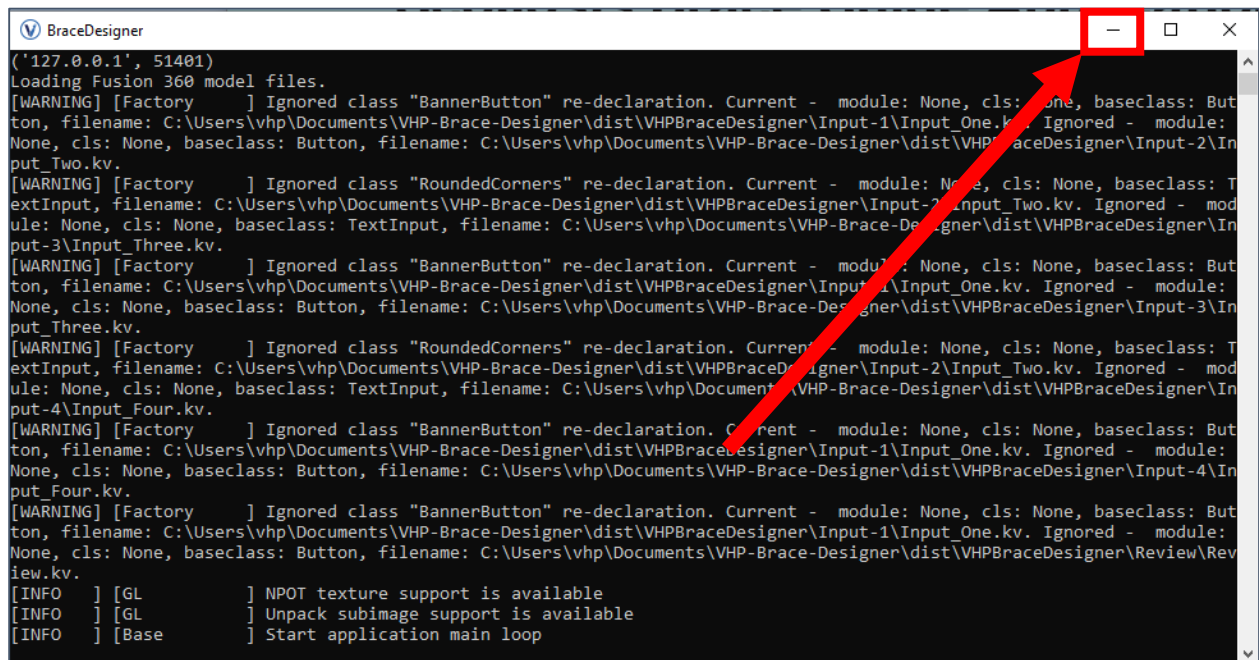 BraceDesigner
('127.0.0.1', 51401)
Loading Fusion 360 model files.
[WARNING] [Factory     ] Ignored class "BannerButton" re-declaration. Current -  module: None, cls: None, baseclass: But
ton, filename: C:\Users\vhp\Documents\VHP-Brace-Designer\dist\VHPBraceDesigner\Input-1\Input_One.kv. Ignored -  module:
None, cls: None, baseclass: Button, filename: C:\Users\vhp\Documents\VHP-Brace-Designer\dist\VHPBraceDesigner\Input-2\In
put_Two.kv.
[WARNING] [Factory     ] Ignored class "RoundedCorners" re-declaration. Current -  module: None, cls: None, baseclass: T
extInput, filename: C:\Users\vhp\Documents\VHP-Brace-Designer\dist\VHPBraceDesigner\Input-2\Input_Two.kv. Ignored -  mod
ule: None, cls: None, baseclass: TextInput, filename: C:\Users\vhp\Documents\VHP-Brace-Designer\dist\VHPBraceDesigner\In
put-3\Input_Three.kv.
[WARNING] [Factory     ] Ignored class "BannerButton" re-declaration. Current -  module: None, cls: None, baseclass: But
ton, filename: C:\Users\vhp\Documents\VHP-Brace-Designer\dist\VHPBraceDesigner\Input-1\Input_One.kv. Ignored -  module:
None, cls: None, baseclass: Button, filename: C:\Users\vhp\Documents\VHP-Brace-Designer\dist\VHPBraceDesigner\Input-3\In
put_Three.kv.
[WARNING] [Factory     ] Ignored class "RoundedCorners" re-declaration. Current -  module: None, cls: None, baseclass: T
extInput, filename: C:\Users\vhp\Documents\VHP-Brace-Designer\dist\VHPBraceDesigner\Input-2\Input_Two.kv. Ignored -  mod
ule: None, cls: None, baseclass: TextInput, filename: C:\Users\vhp\Documents\VHP-Brace-Designer\dist\VHPBraceDesigner\In
put-4\Input_Four.kv.
[WARNING] [Factory     ] Ignored class "BannerButton" re-declaration. Current -  module: None, cls: None, baseclass: But
ton, filename: C:\Users\vhp\Documents\VHP-Brace-Designer\dist\VHPBraceDesigner\Input-1\Input_One.kv. Ignored -  module:
None, cls: None, baseclass: Button, filename: C:\Users\vhp\Documents\VHP-Brace-Designer\dist\VHPBraceDesigner\Input-4\In
put_Four.kv.
[WARNING] [Factory     ] Ignored class "BannerButton" re-declaration. Current -  module: None, cls: None, baseclass: But
ton, filename: C:\Users\vhp\Documents\VHP-Brace-Designer\dist\VHPBraceDesigner\Input-1\Input_One.kv. Ignored -  module:
None, cls: None, baseclass: Button, filename: C:\Users\vhp\Documents\VHP-Brace-Designer\dist\VHPBraceDesigner\Review\Rev
iew.kv.
[INFO   ] [GL          ] NPOT texture support is available
[INFO   ] [GL          ] Unpack subimage support is available
[INFO   ] [Base        ] Start application main loop